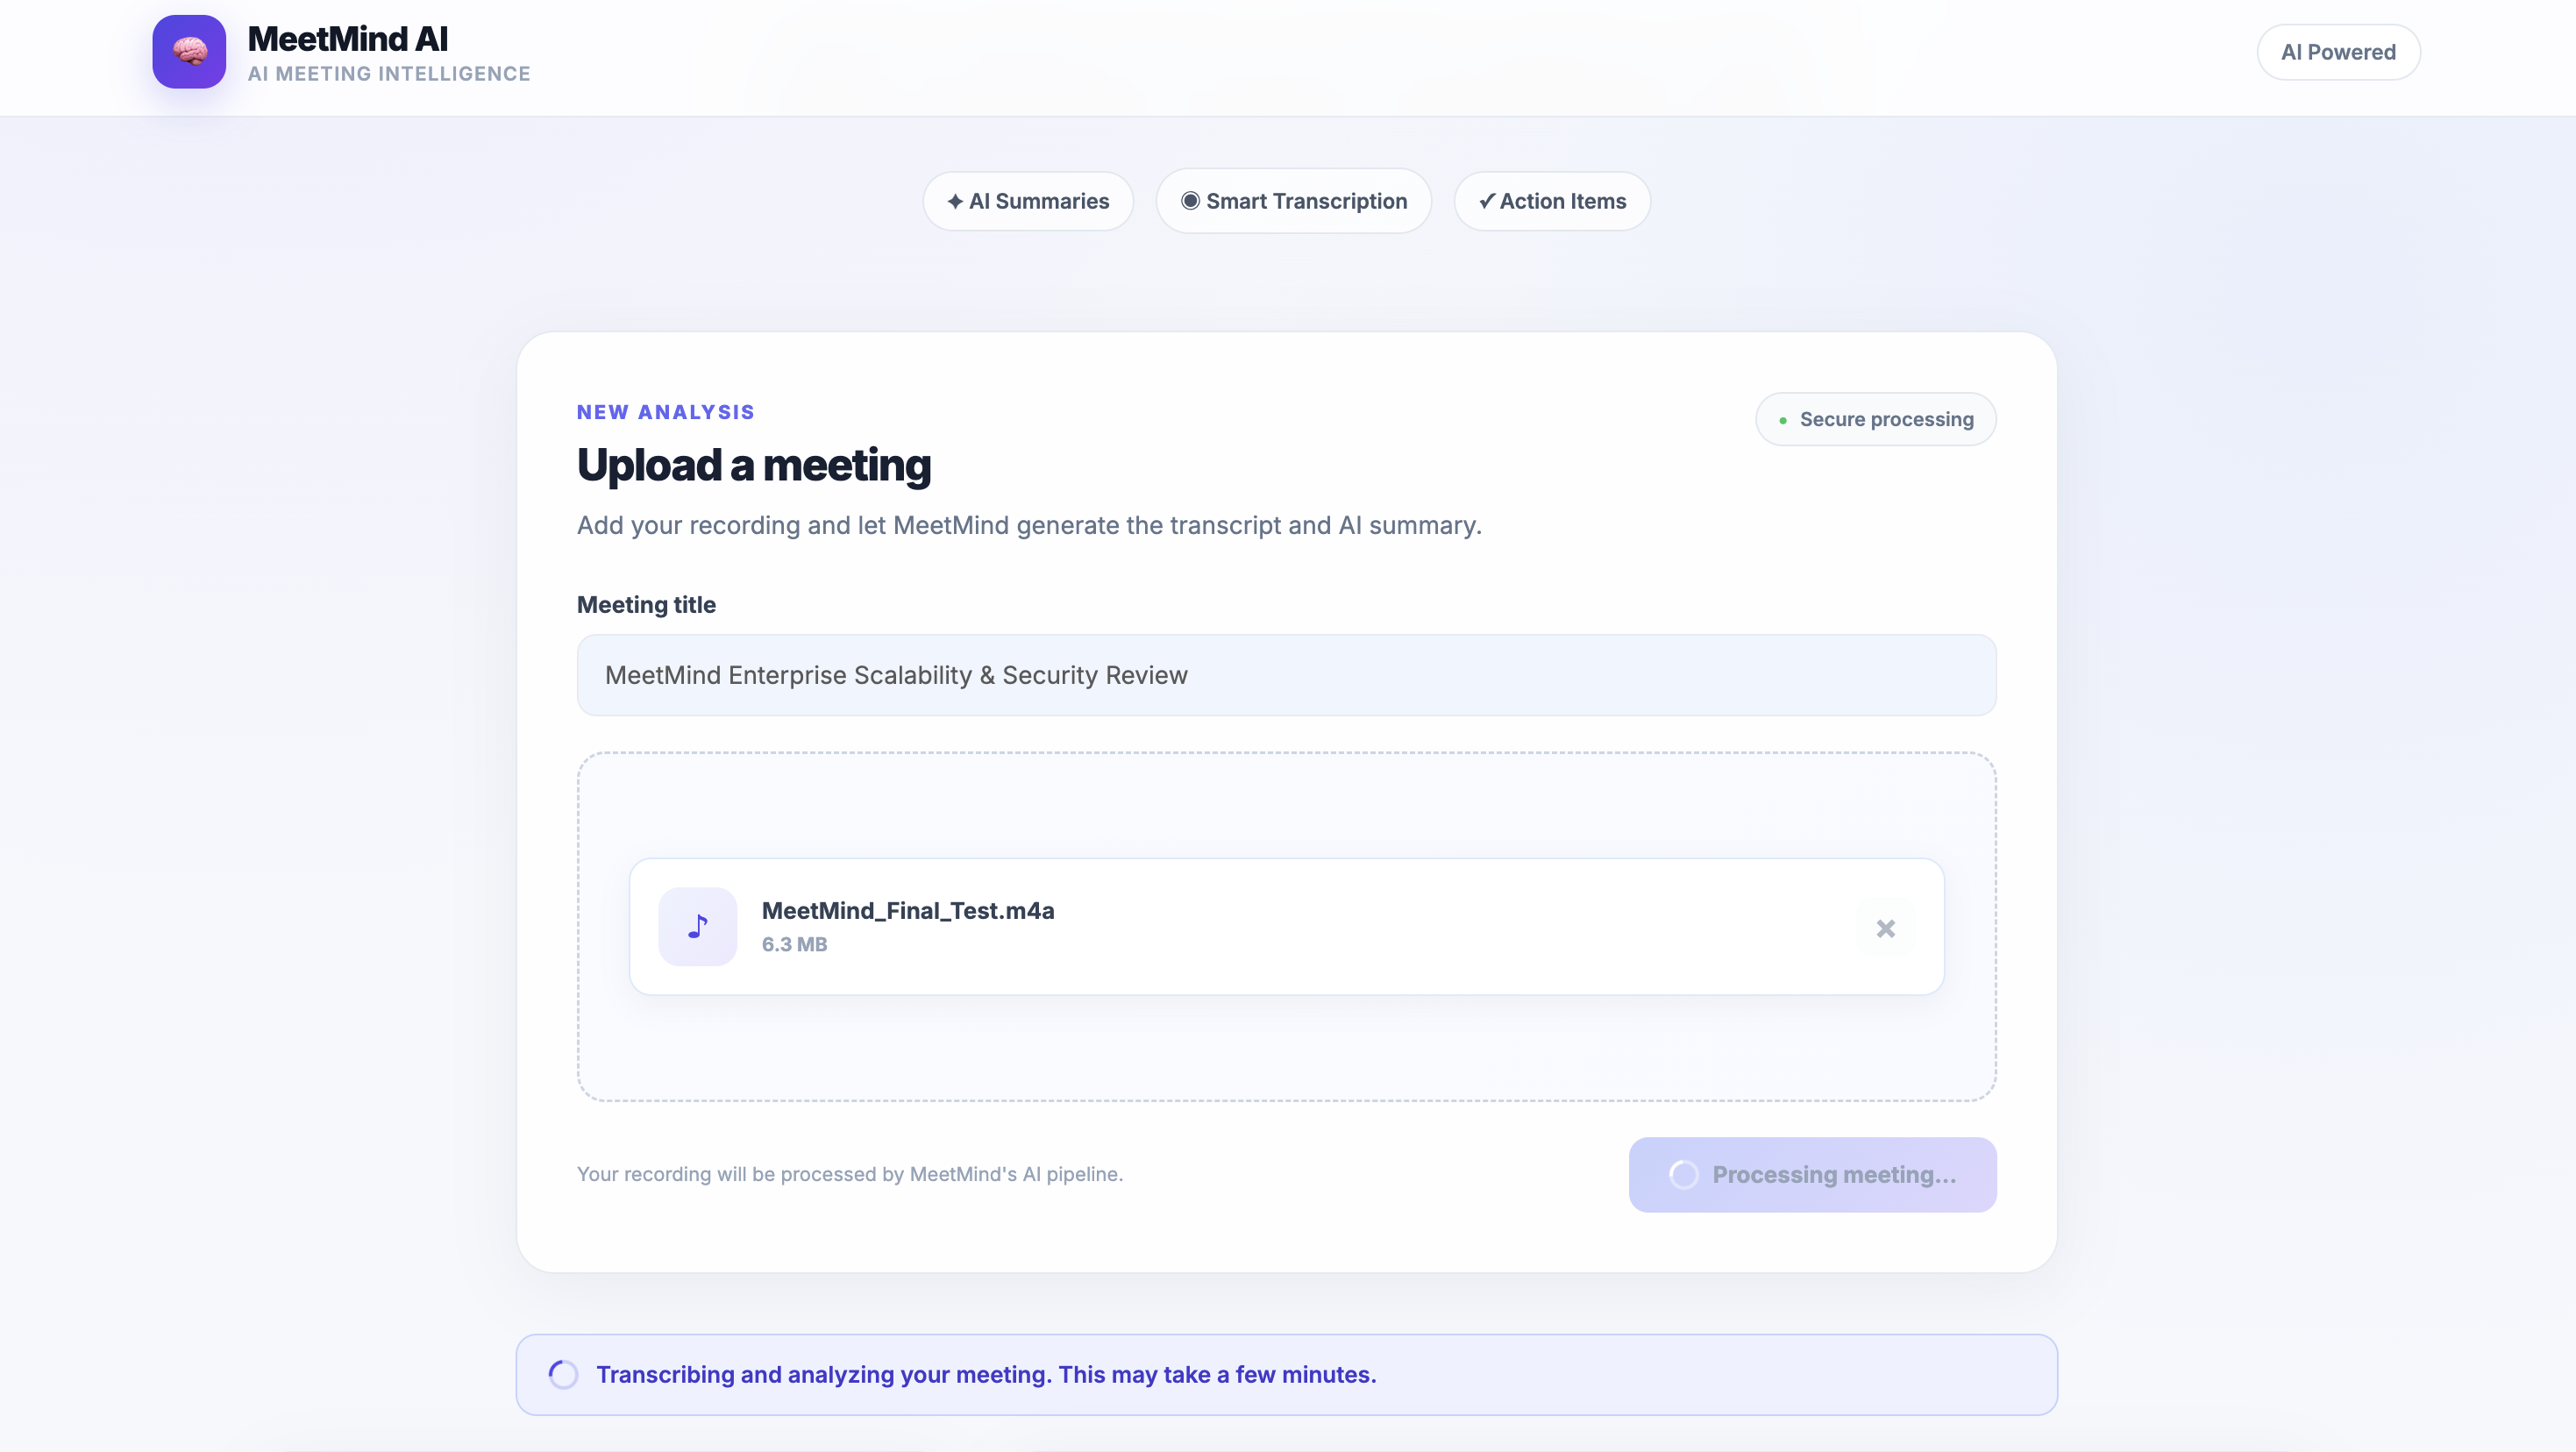 MeetMind AI
AI MEETING INTELLIGENCE
AI Powered
✦ AI Summaries
◉ Smart Transcription
✓ Action Items
NEW ANALYSIS
Secure processing
Upload a meeting
Add your recording and let MeetMind generate the transcript and AI summary.
Meeting title
MeetMind Enterprise Scalability & Security Review
MeetMind_Final_Test.m4a
6.3 MB
Your recording will be processed by MeetMind's AI pipeline.
Processing meeting...
Transcribing and analyzing your meeting. This may take a few minutes.